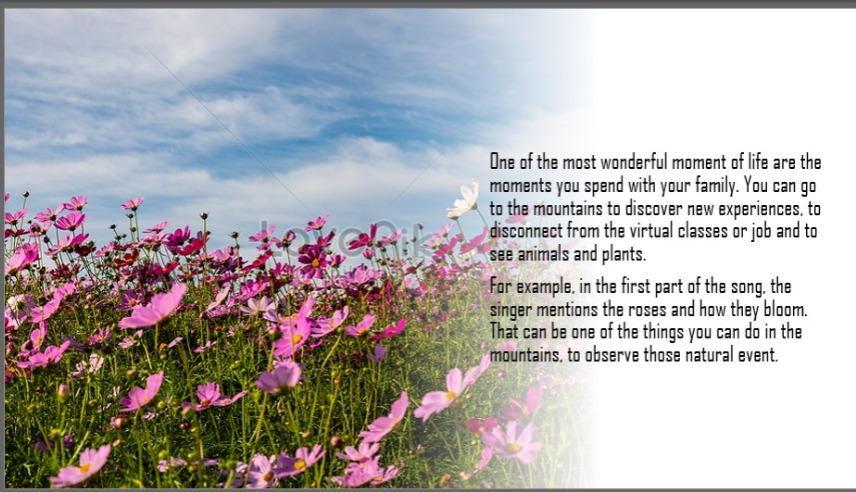 One of the most wonderful moment of life are the
moments you spend with your family. You can go
to the mountains to discover new experiences, to
disconnect from the virtual classes or job and to
see animals and plants.
For example, in the first part of the song, the
singer mentions the roses and how they bloom.
That can be one of the things you can do in the
mountains, to observe those natural event.